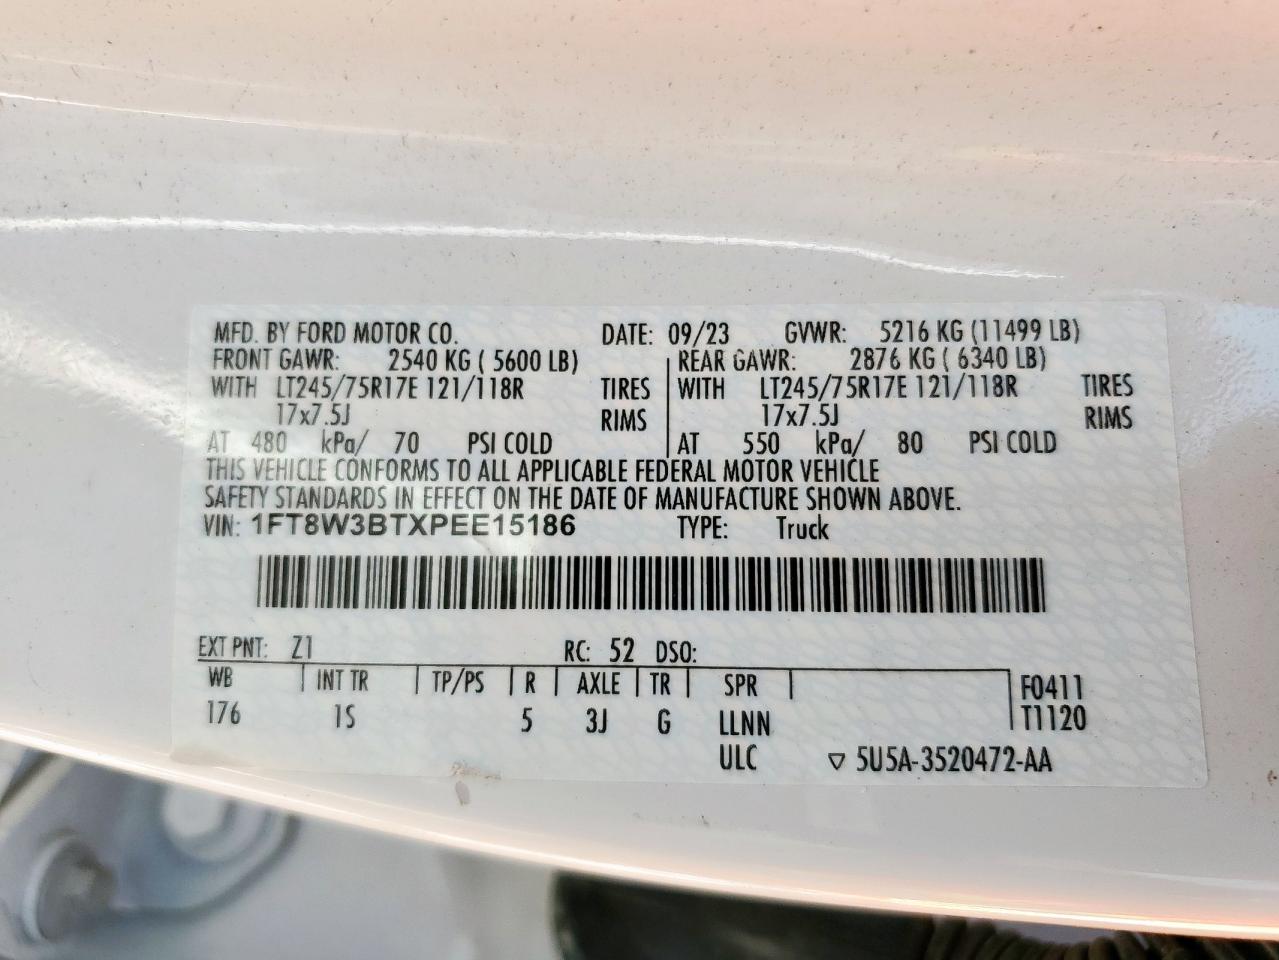 MFD. BY FORD MOTOR CO. DATE: 09/23 GVWR: 5216 KG (11499 LB)
FRONT GAWR: 2540 KG ( 5600 LB) REAR GAWR: 2876 KG ( 6340 LB)
WITH LT245/75R17E 121/118R TIRES WITH LT245/75R17E 121/118R TIRES
17x7.5J RIMS 17x7.5J RIMS
AT 480 kPa/ 70 PSI COLD AT 550 kPa/ 80 PSI COLD
THIS VEHICLE CONFORMS TO ALL APPLICABLE FEDERAL MOTOR VEHICLE
SAFETY STANDARDS IN EFFECT ON THE DATE OF MANUFACTURE SHOWN ABOVE.
VIN: 1FT8W3BTXPEE15186 TYPE: Truck
EXT PNT: Z1 RC: 52 DSO:
WB INT TR TP/PS R AXLE TR SPR F0411
176 1S 5 3J G LLNN T1120
ULC ▽ 5U5A-3520472-AA